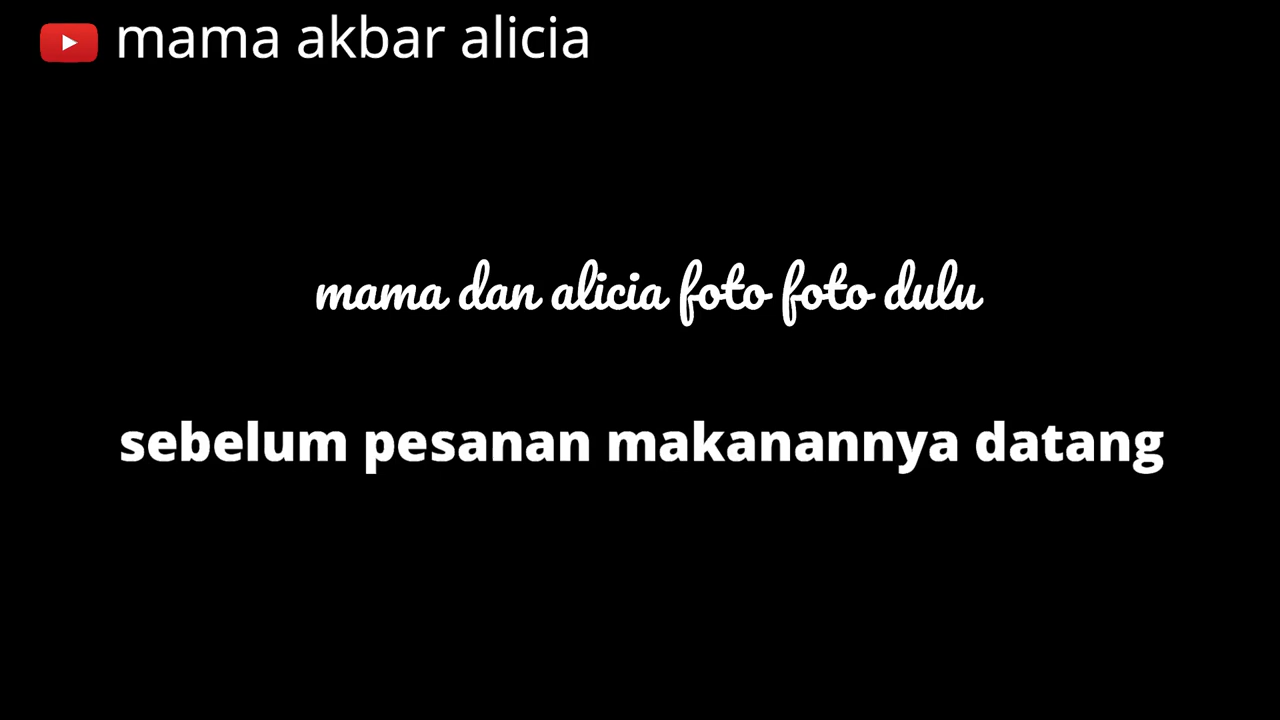 mama akbar alicia
mama dan alicia foto foto dulu
sebelum pesanan makanannya datang